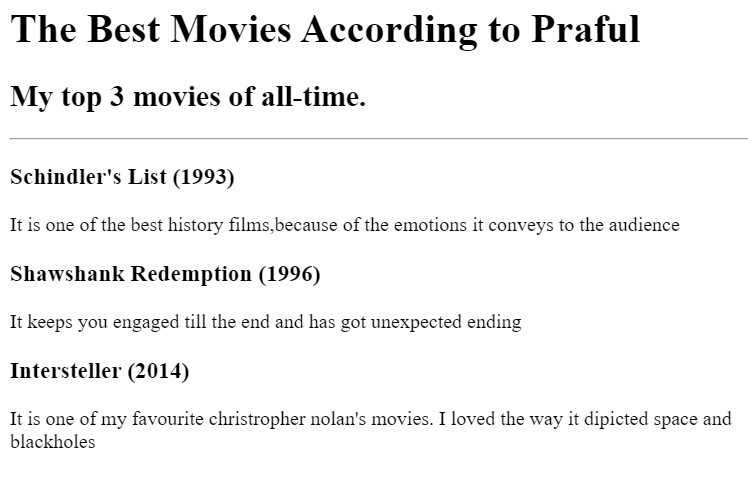 The Best Movies According to Praful
My top 3 movies of all-time.
Schindler's List (1993)
It is one of the best history films,because of the emotions it conveys to the audience
Shawshank Redemption (1996)
It keeps you engaged till the end and has got unexpected ending
Intersteller (2014)
It is one of my favourite christropher nolan's movies. I loved the way it dipicted space and
blackholes